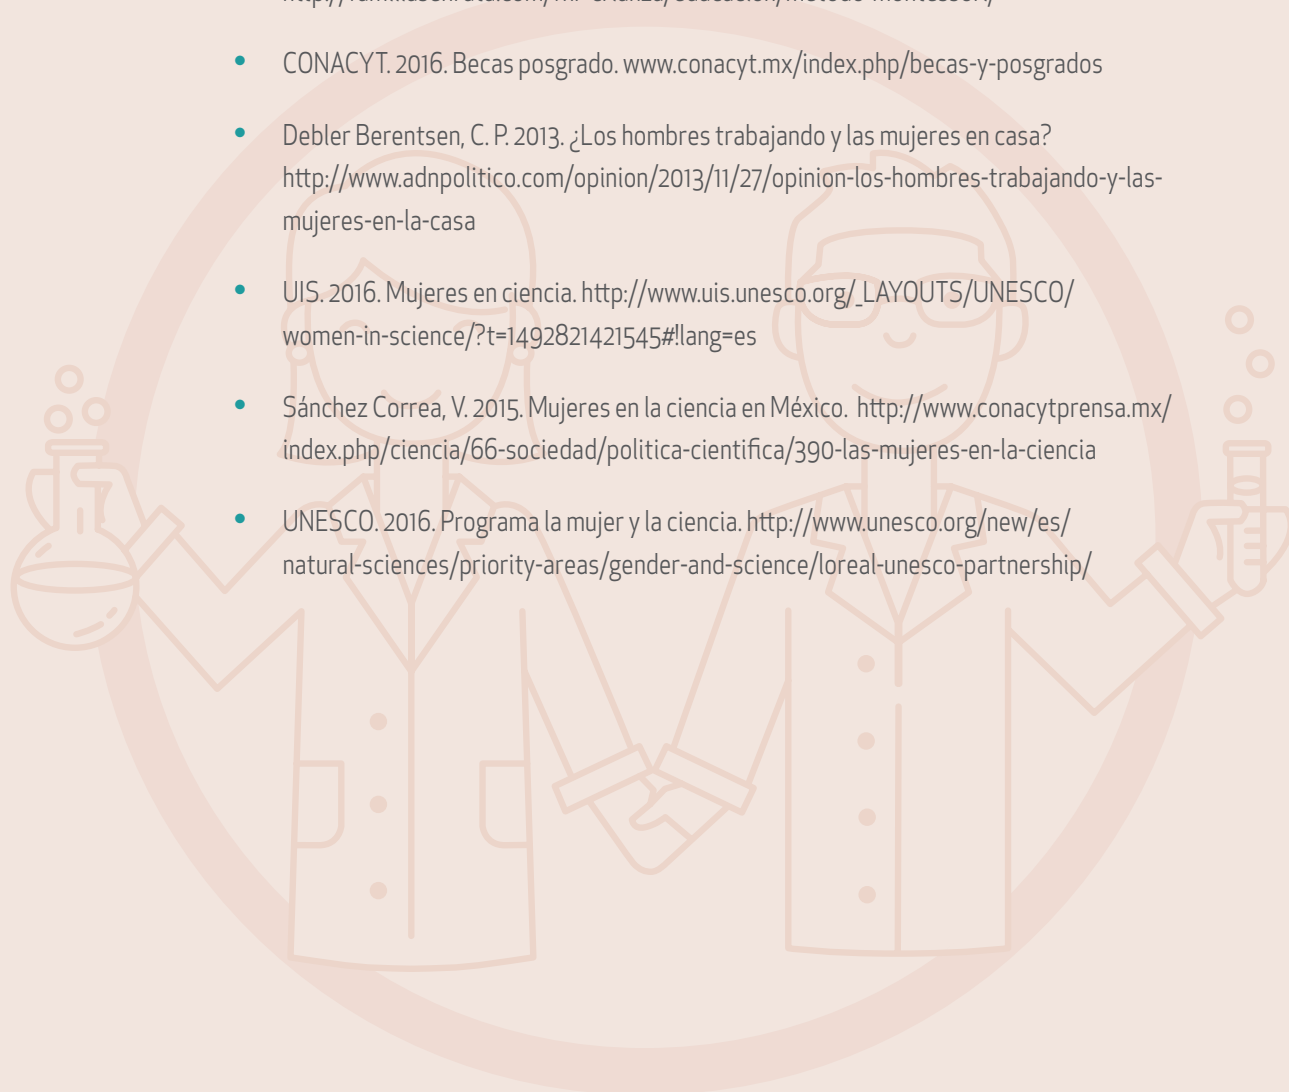 CONACYT. 2016. Becas posgrado. www.conacyt.mx/index.php/becas-y-posgrados
Debler Berentsen, C. P. 2013. ¿Los hombres trabajando y las mujeres en casa?
http://www.adnpolitico.com/opinion/2013/11/27/opinion-los-hombres-trabajando-y-las-
mujeres-en-la-casa
UIS. 2016. Mujeres en ciencia. http://www.uis.unesco.org/_LAYOUTS/UNESCO/
women-in-science/?t=1492821421545#!lang=es
Sánchez Correa, V. 2015. Mujeres en la ciencia en México. http://www.conacytprensa.mx/
index.php/ciencia/66-sociedad/politica-cientifica/390-las-mujeres-en-la-ciencia
UNESCO. 2016. Programa la mujer y la ciencia. http://www.unesco.org/new/es/
natural-sciences/priority-areas/gender-and-science/loreal-unesco-partnership/